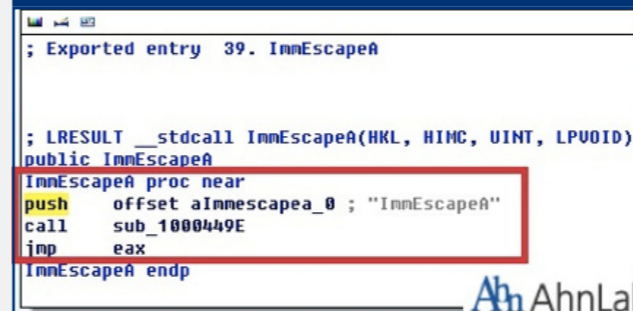 ; Exported entry  39. ImmEscapeA
; LRESULT __stdcall ImmEscapeA(HKL, HIMC, UINT, LPVOID)
public ImmEscapeA
ImmEscapeA proc near
push    offset aImmescapea_0 ; "ImmEscapeA"
call    sub_1000449E
jmp     eax
ImmEscapeA endp
Ahn AhnLab